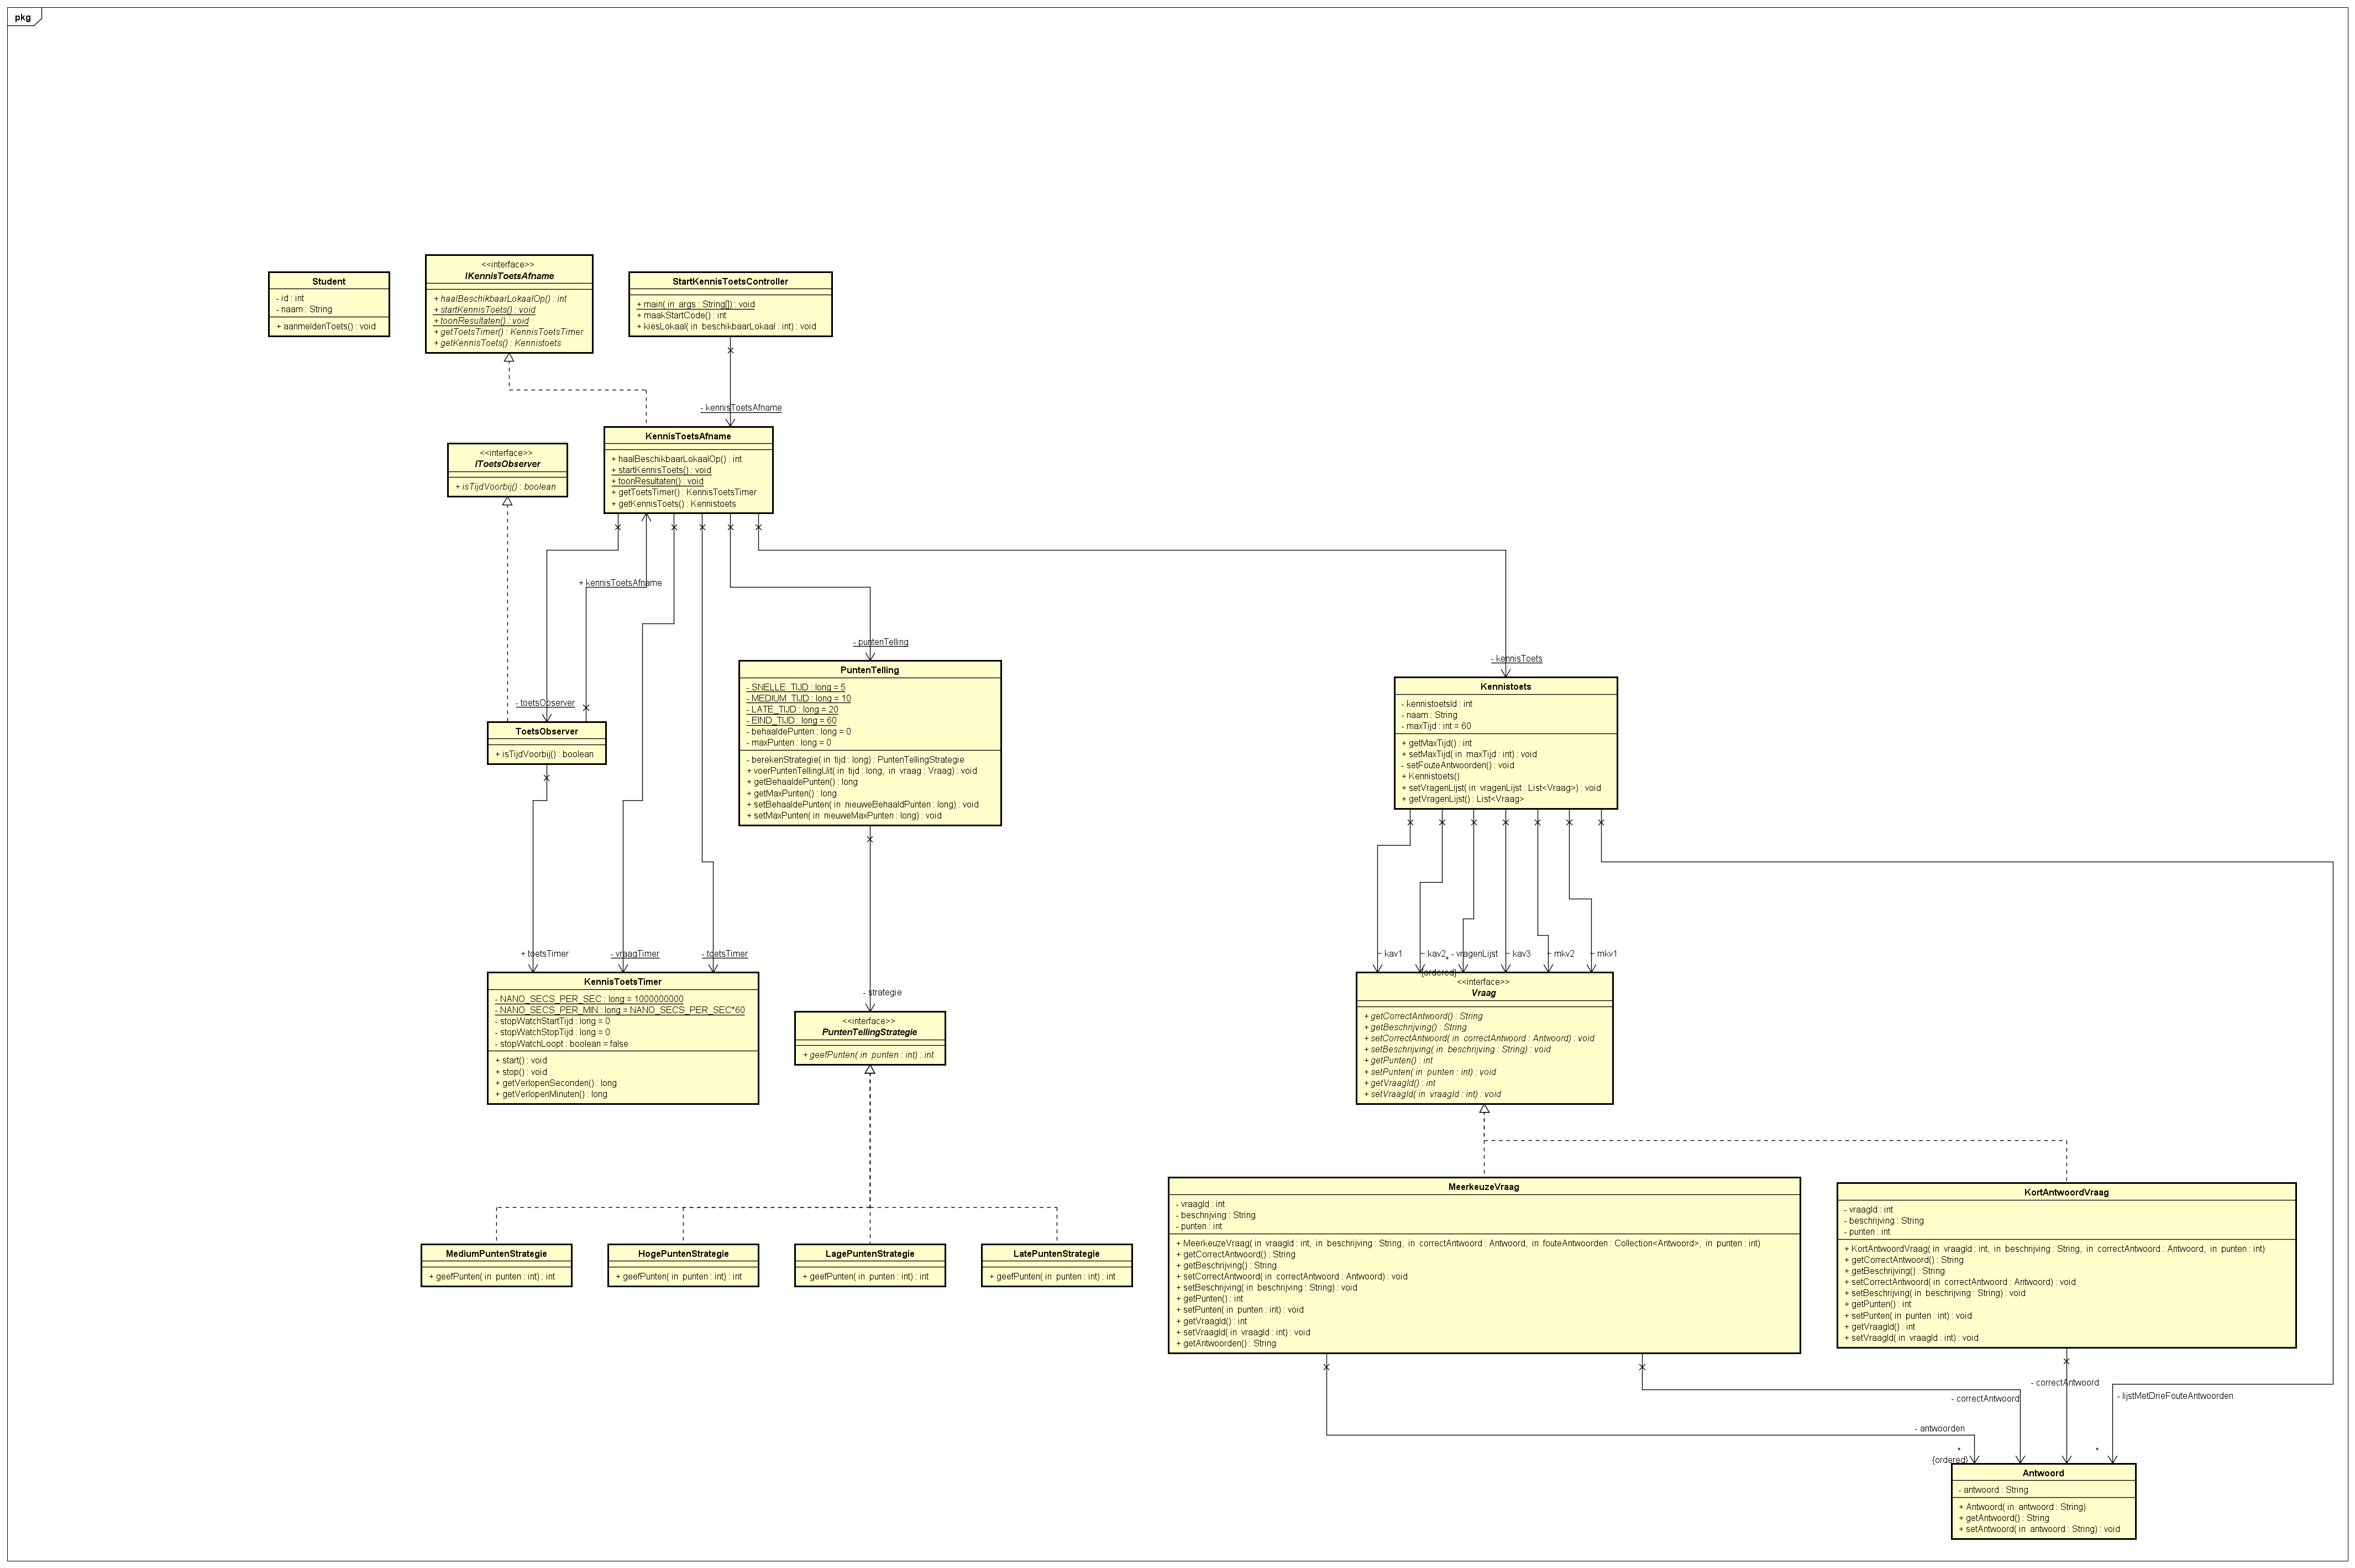 pkg
Student
- id : int
- naam : String
+ aanmeldenToets() : void
<<interface>>
IKennisToetsAfname
+ haalBeschikbaarLokaalOp() : int
+ startKennisToets() : void
+ toonResultaten() : void
+ getToetsTimer() : KennisToetsTimer
+ getKennisToets() : Kennistoets
StartKennisToetsController
+ main( in args : String[]) : void
+ maakStartCode() : int
+ kiesLokaal( in beschikbaarLokaal : int) : void
- kennisToetsAfname
KennisToetsAfname
+ haalBeschikbaarLokaalOp() : int
+ startKennisToets() : void
+ toonResultaten() : void
+ getToetsTimer() : KennisToetsTimer
+ getKennisToets() : Kennistoets
<<interface>>
IToetsObserver
+ isTijdVoorbij() : boolean
+ kennisToetsAfname
- puntenTelling
- kennisToets
- toetsObserver
ToetsObserver
+ isTijdVoorbij() : boolean
PuntenTelling
- SNELLE_TIJD : long = 5
- MEDIUM_TIJD : long = 10
- LATE_TIJD : long = 20
- EIND_TIJD : long = 60
- behaaldePunten : long = 0
- maxPunten : long = 0
- berekenStrategie( in tijd : long) : PuntenTellingStrategie
+ voerPuntenTellingUit( in tijd : long, in vraag : Vraag) : void
+ getBehaaldePunten() : long
+ getMaxPunten() : long
+ setBehaaldePunten( in nieuweBehaaldPunten : long) : void
+ setMaxPunten( in nieuweMaxPunten : long) : void
Kennistoets
- kennistoetsId : int
- naam : String
- maxTijd : int = 60
+ getMaxTijd() : int
+ setMaxTijd( in maxTijd : int) : void
- setFouteAntwoorden() : void
+ Kennistoets()
+ setVragenLijst( in vragenLijst : List<Vraag>) : void
+ getVragenLijst() : List<Vraag>
+ toetsTimer
- vraagTimer
- toetsTimer
~ kav1
~ kav2
* - vragenLijst
~ kav3
~ mkv2
~ mkv1
{ordered}
KennisToetsTimer
- NANO_SECS_PER_SEC : long = 1000000000
- NANO_SECS_PER_MIN : long = NANO_SECS_PER_SEC*60
- stopWatchStartTijd : long = 0
- stopWatchStopTijd : long = 0
- stopWatchLoopt : boolean = false
+ start() : void
+ stop() : void
+ getVerlopenSeconden() : long
+ getVerlopenMinuten() : long
- strategie
<<interface>>
PuntenTellingStrategie
+ geefPunten( in punten : int) : int
<<interface>>
Vraag
+ getCorrectAntwoord() : String
+ getBeschrijving() : String
+ setCorrectAntwoord( in correctAntwoord : Antwoord) : void
+ setBeschrijving( in beschrijving : String) : void
+ getPunten() : int
+ setPunten( in punten : int) : void
+ getVraagId() : int
+ setVraagId( in vraagId : int) : void
MediumPuntenStrategie
+ geefPunten( in punten : int) : int
HogePuntenStrategie
+ geefPunten( in punten : int) : int
LagePuntenStrategie
+ geefPunten( in punten : int) : int
LatePuntenStrategie
+ geefPunten( in punten : int) : int
MeerkeuzeVraag
- vraagId : int
- beschrijving : String
- punten : int
+ MeerkeuzeVraag( in vraagId : int, in beschrijving : String, in correctAntwoord : Antwoord, in fouteAntwoorden : Collection<Antwoord>, in punten : int)
+ getCorrectAntwoord() : String
+ getBeschrijving() : String
+ setCorrectAntwoord( in correctAntwoord : Antwoord) : void
+ setBeschrijving( in beschrijving : String) : void
+ getPunten() : int
+ setPunten( in punten : int) : void
+ getVraagId() : int
+ setVraagId( in vraagId : int) : void
+ getAntwoorden() : String
KortAntwoordVraag
- vraagId : int
- beschrijving : String
- punten : int
+ KortAntwoordVraag( in vraagId : int, in beschrijving : String, in correctAntwoord : Antwoord, in punten : int)
+ getCorrectAntwoord() : String
+ getBeschrijving() : String
+ setCorrectAntwoord( in correctAntwoord : Antwoord) : void
+ setBeschrijving( in beschrijving : String) : void
+ getPunten() : int
+ setPunten( in punten : int) : void
+ getVraagId() : int
+ setVraagId( in vraagId : int) : void
- correctAntwoord
- correctAntwoord
- lijstMetDrieFouteAntwoorden
- antwoorden
*
*
{ordered}
Antwoord
- antwoord : String
+ Antwoord( in antwoord : String)
+ getAntwoord() : String
+ setAntwoord( in antwoord : String) : void